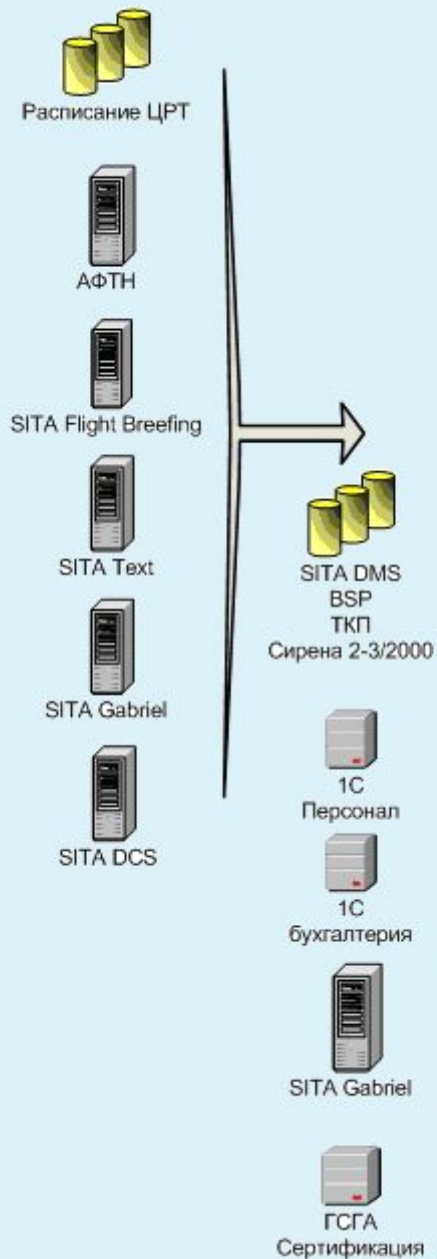 Расписание ЦРТ
АФТН
SITA Flight Breefing
SITA Text
SITA Gabriel
SITA DCS
SITA DMS
BSP
ТКП
Сирена 2-3/2000
1С
Персонал
1С
бухгалтерия
SITA Gabriel
ГСГА
Сертификация